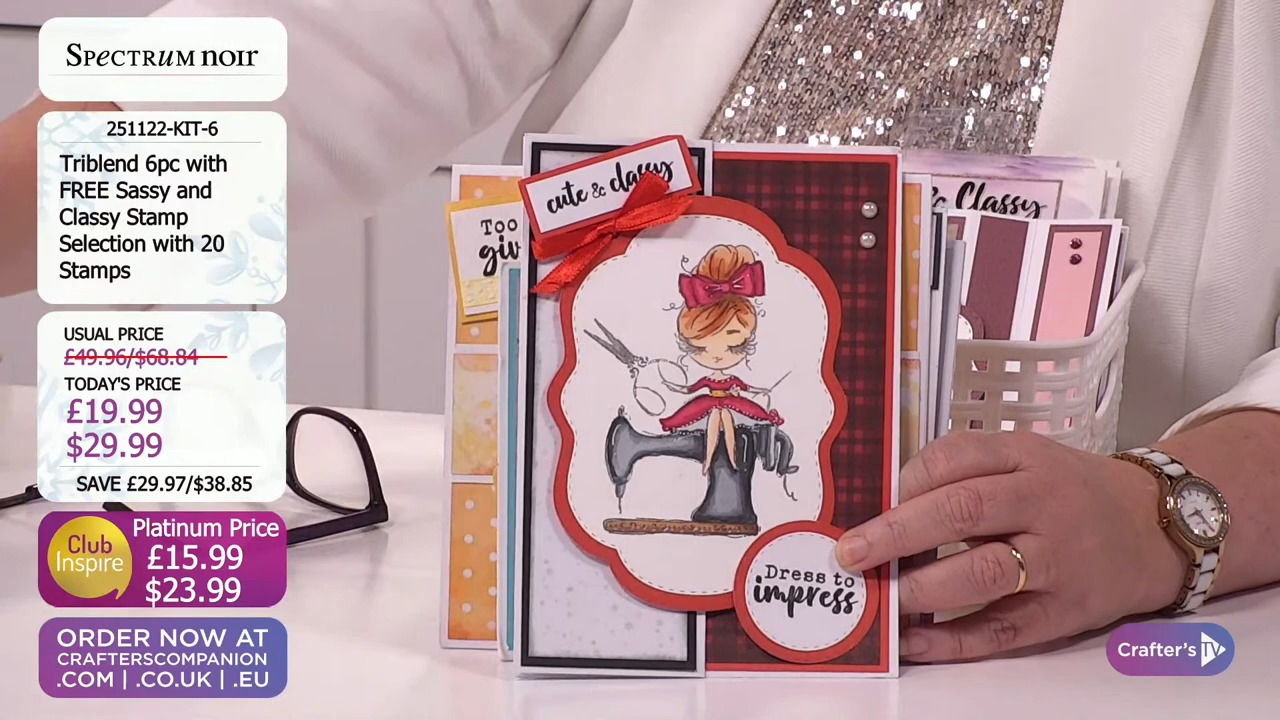 SPECTRUM NOIR
251122-KIT-6
Triblend 6pc with
FREE Sassy and
Classy Stamp
Selection with 20
Stamps
USUAL PRICE
£49.96/$68.84
TODAY'S PRICE
£19.99
$29.99
SAVE £29.97/$38.85
Club
Inspire
Platinum Price
£15.99
$23.99
ORDER NOW AT
CRAFTERSCOMPANION
.COM | .CO.UK | .EU
cute & classy
Too
Dress to
impress
& Classy
Crafter's TV